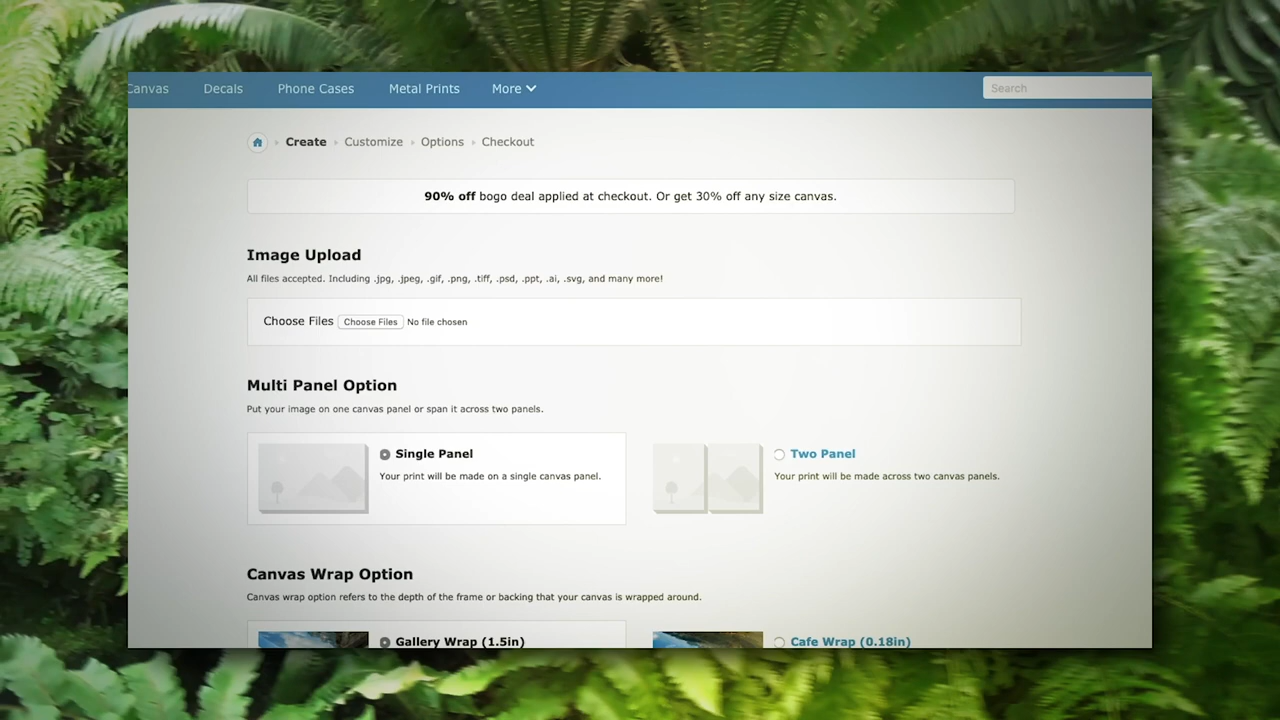 Canvas Decals Phone Cases Metal Prints More Search
Create Customize Options Checkout
90% off bogo deal applied at checkout. Or get 30% off any size canvas.
Image Upload
All files accepted. Including .jpg, .jpeg, .gif, .png, .tiff, .psd, .ppt, .ai, .svg, and many more!
Choose Files Choose Files No file chosen
Multi Panel Option
Put your image on one canvas panel or span it across two panels.
Single Panel
Your print will be made on a single canvas panel.
Two Panel
Your print will be made across two canvas panels.
Canvas Wrap Option
Canvas wrap option refers to the depth of the frame or backing that your canvas is wrapped around.
Gallery Wrap (1.5in)
Cafe Wrap (0.18in)